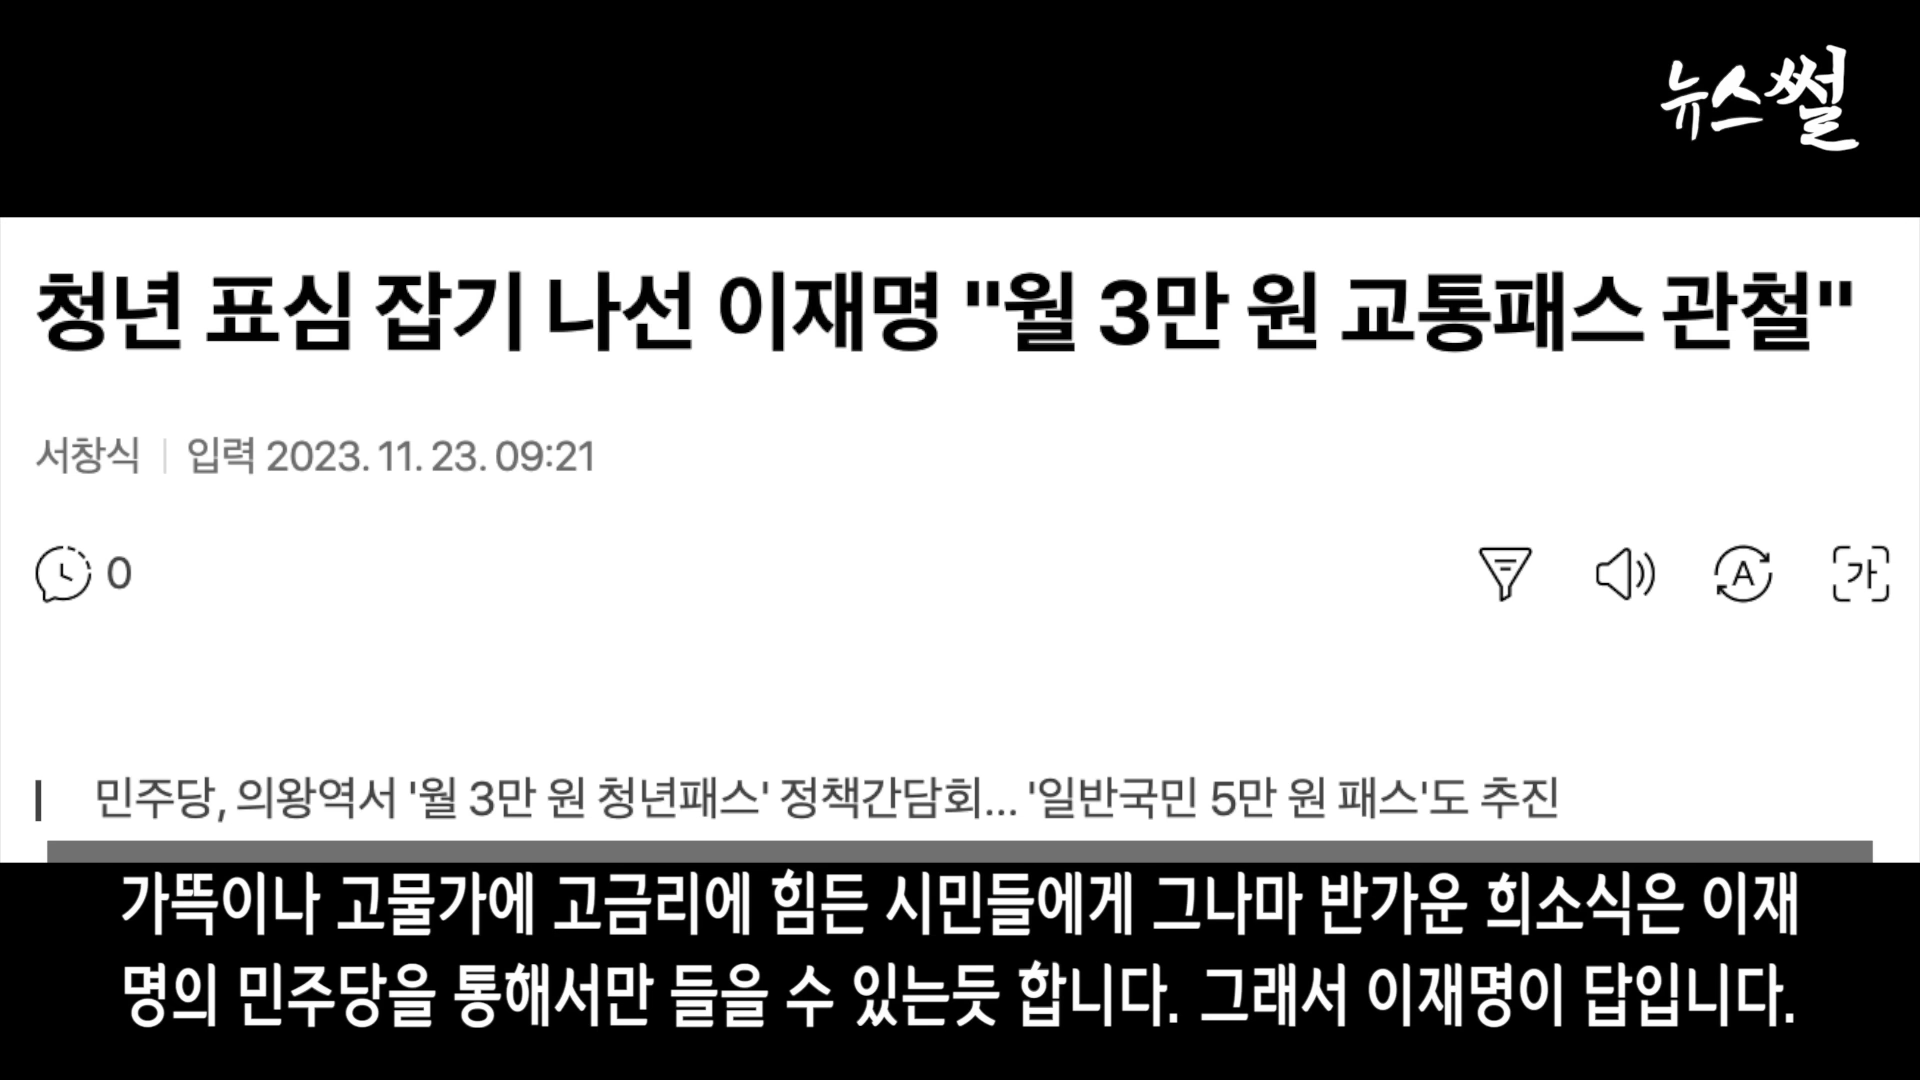 뉴스썰
청년 표심 잡기 나선 이재명 "월 3만 원 교통패스 관철"
서창식 | 입력 2023. 11. 23. 09:21
0
A
가
민주당, 의왕역서 '월 3만 원 청년패스' 정책간담회... '일반국민 5만 원 패스'도 추진
가뜩이나 고물가에 고금리에 힘든 시민들에게 그나마 반가운 희소식은 이재
명의 민주당을 통해서만 들을 수 있는듯 합니다. 그래서 이재명이 답입니다.